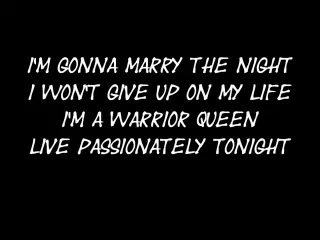 I'M GONNA MARRY THE NIGHT
I WON'T GIVE UP ON MY LIFE
I'M A WARRIOR QUEEN
LIVE PASSIONATELY TONIGHT